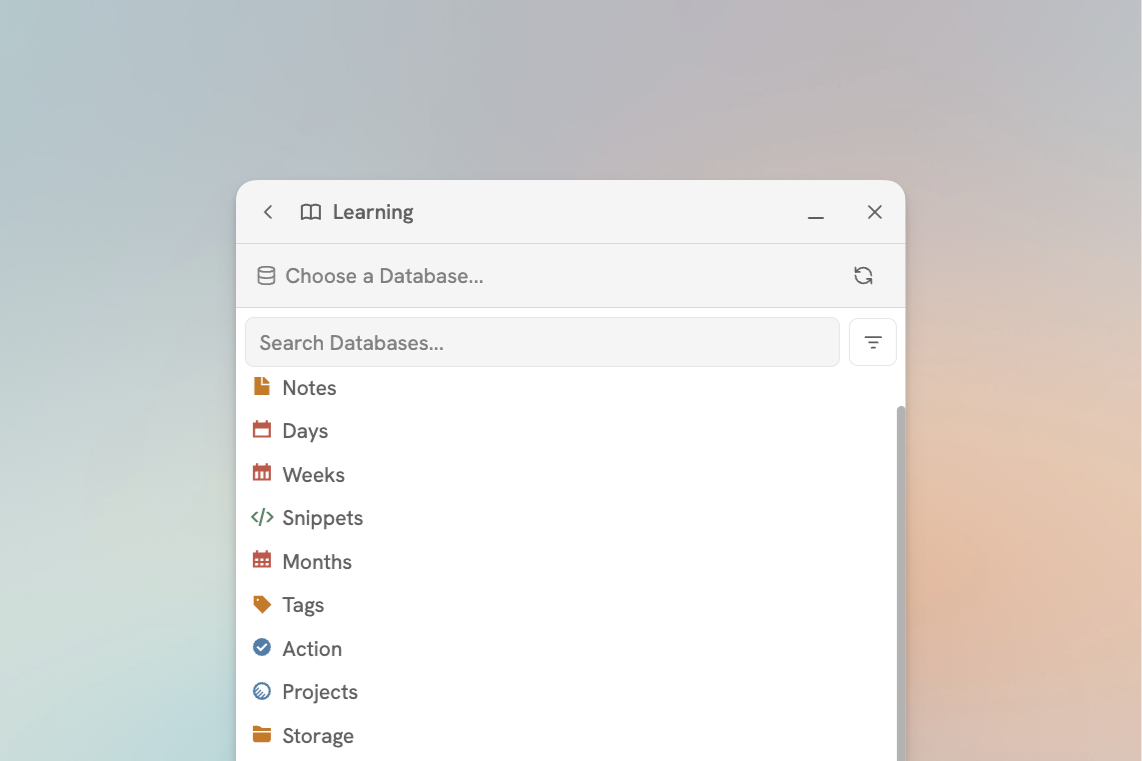 Learning
Choose a Database...
Search Databases...
Notes
Days
Weeks
Snippets
Months
Tags
Action
Projects
Storage